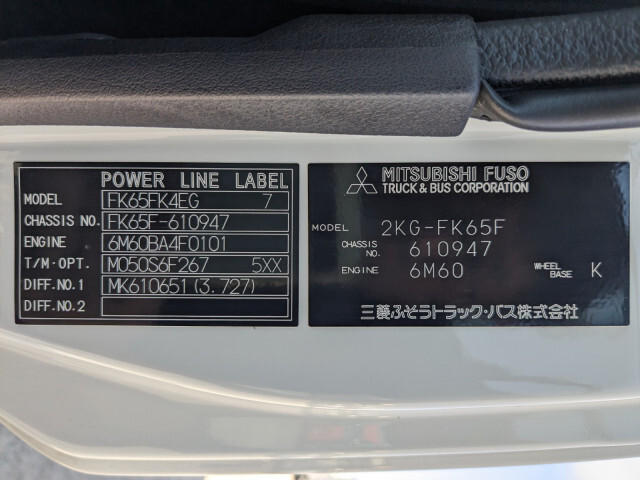 POWER LINE LABEL
MODEL FK65FK4EG 7
CHASSIS NO. FK65F-610947
ENGINE 6M60BA4F0101
T/M·OPT. M050S6F267 5XX
DIFF.NO.1 MK610651 (3.727)
DIFF.NO.2
MITSUBISHI FUSO
TRUCK & BUS CORPORATION
MODEL 2KG-FK65F
CHASSIS NO. 610947
ENGINE 6M60 WHEEL BASE K
三菱ふそうトラック・バス株式会社